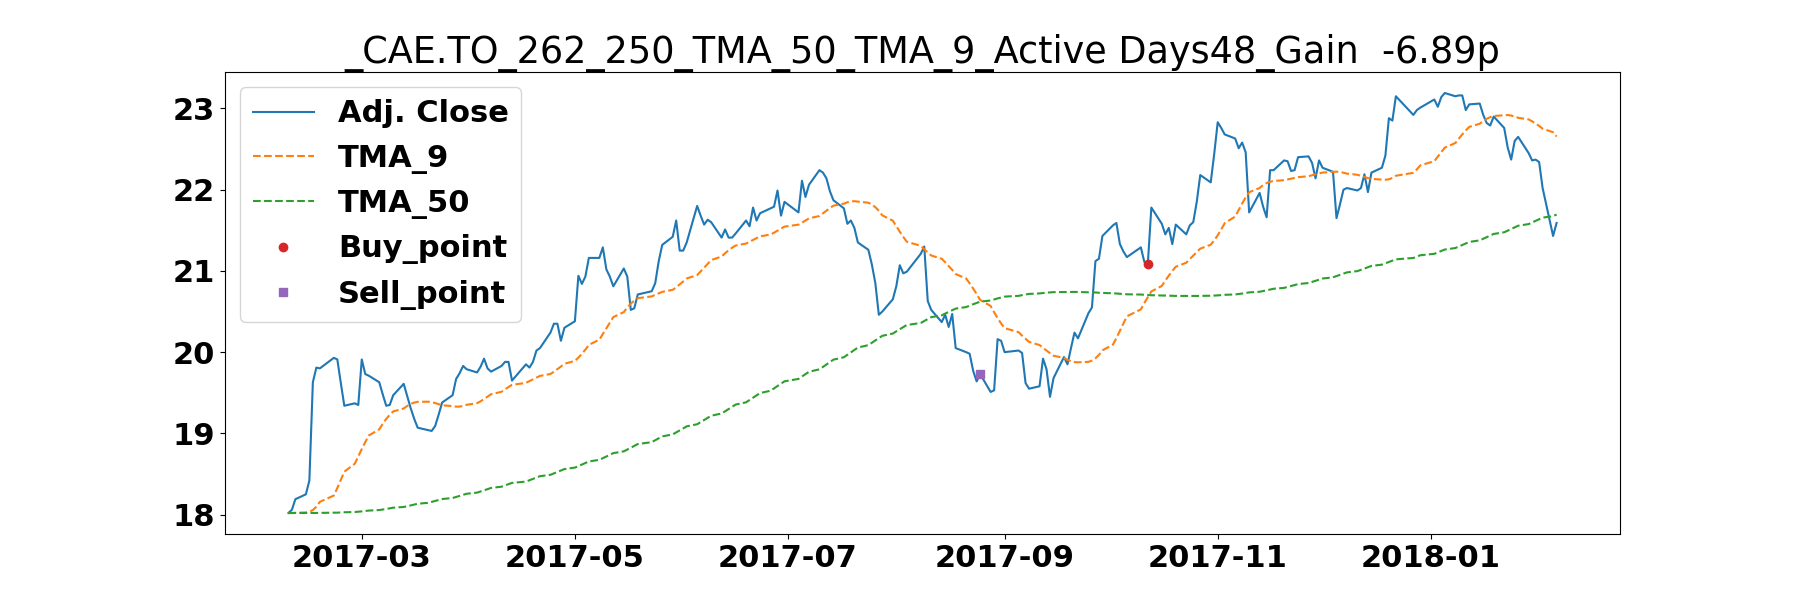 _CAE.TO_262_250_TMA_50_TMA_9_Active Days48_Gain  -6.89p
Adj. Close
TMA_9
TMA_50
Buy_point
Sell_point
23
22
21
20
19
18
2017-03 2017-05 2017-07 2017-09 2017-11 2018-01